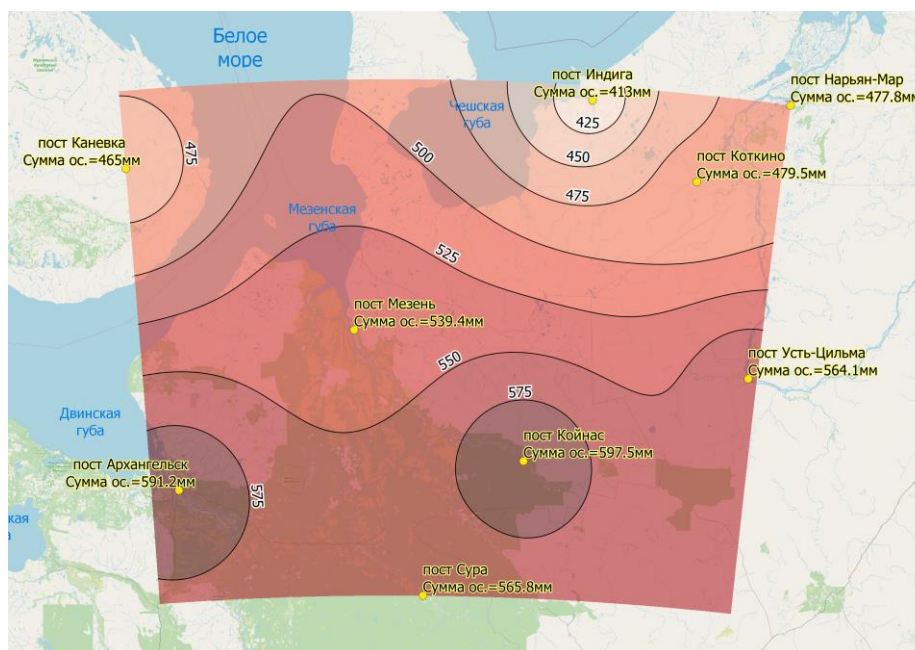 Белое
море
пост Индига
Сумма ос.=413мм
пост Нарьян-Мар
Сумма ос.=477.8мм
Чешская
губа
425
пост Каневка
Сумма ос.=465мм
475
500
450
пост Коткино
Сумма ос.=479.5мм
475
Мезенская
губа
525
пост Мезень
Сумма ос.=539.4мм
550
пост Усть-Цильма
Сумма ос.=564.1мм
575
Двинская
губа
пост Койнас
Сумма ос.=597.5мм
пост Архангельск
Сумма ос.=591.2мм
575
кая
а
пост Сура
Сумма ос.=565.8мм